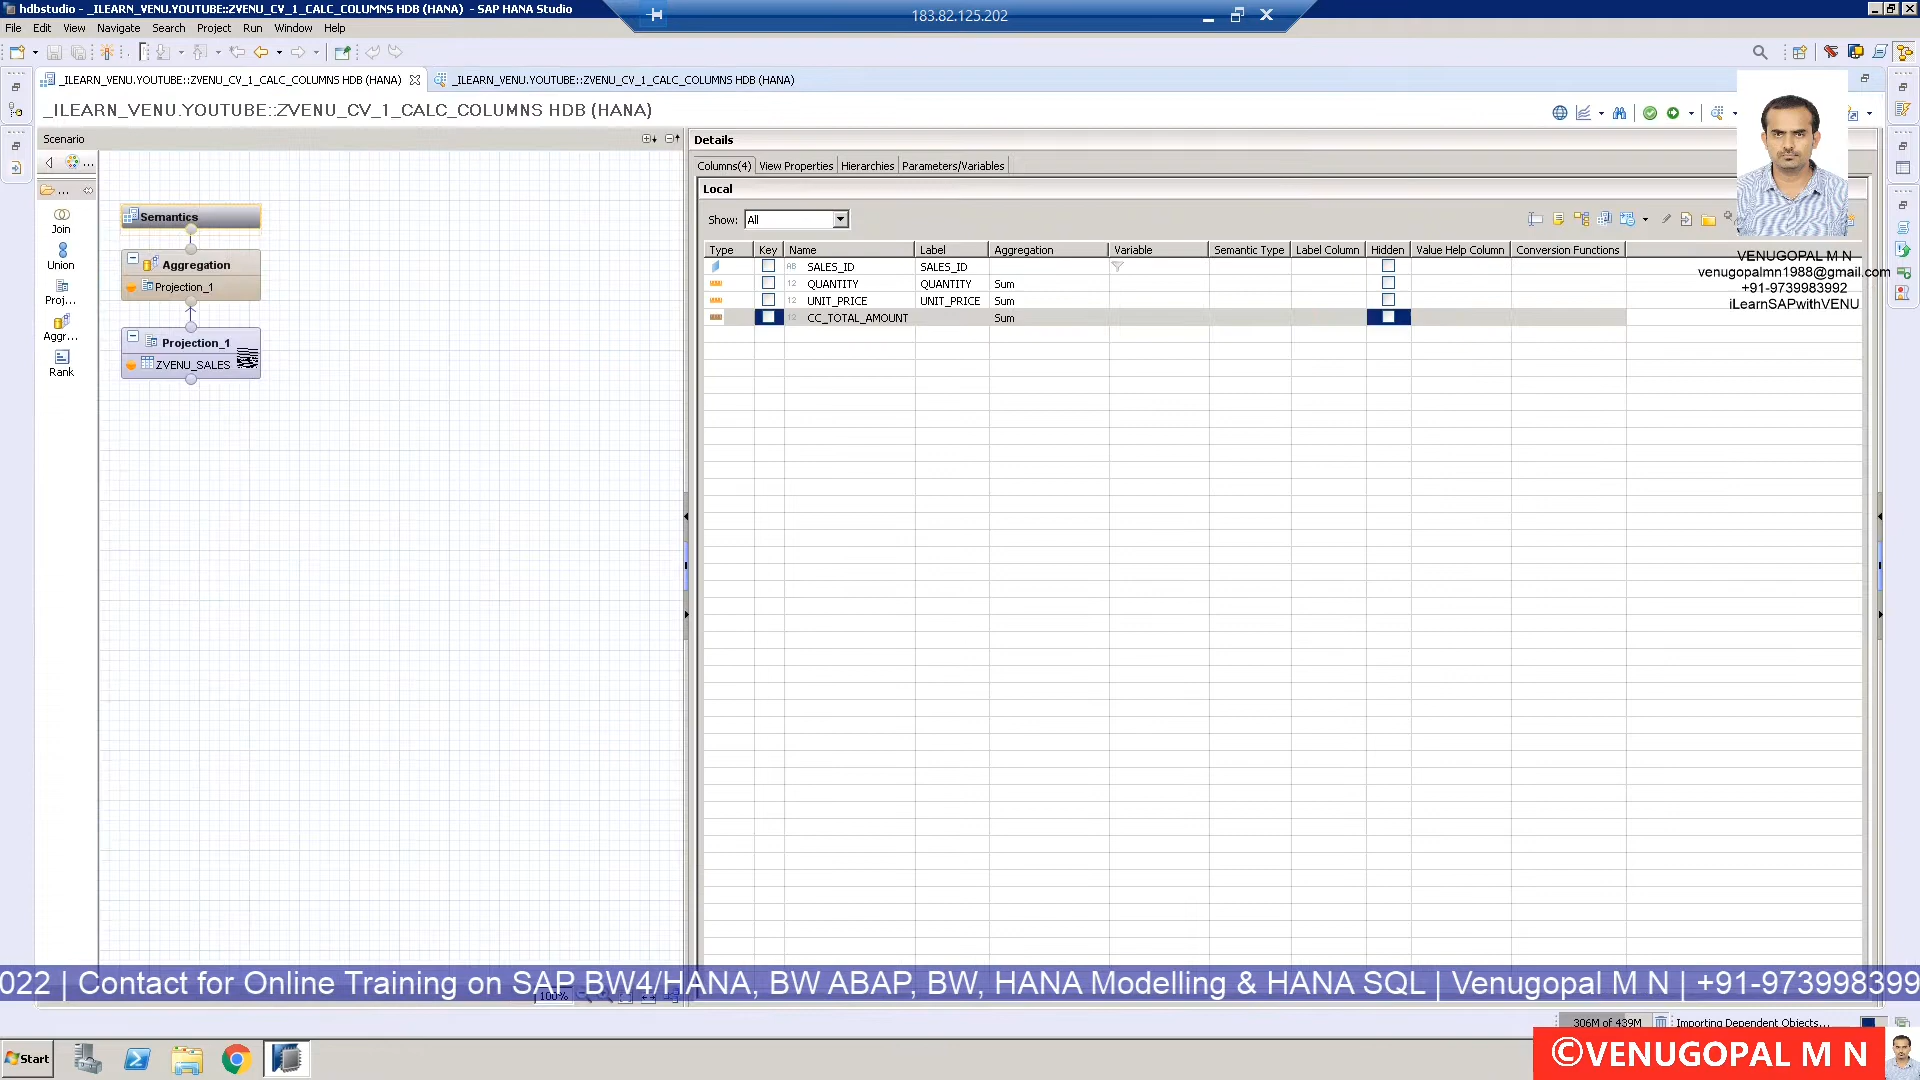 hdbstudio - _ILEARN_VENU.YOUTUBE::ZVENU_CV_1_CALC_COLUMNS HDB (HANA) - SAP HANA Studio
183.82.125.202
File Edit View Navigate Search Project Run Window Help
_ILEARN_VENU.YOUTUBE::ZVENU_CV_1_CALC_COLUMNS HDB (HANA)
_ILEARN_VENU.YOUTUBE::ZVENU_CV_1_CALC_COLUMNS HDB (HANA)
_ILEARN_VENU.YOUTUBE::ZVENU_CV_1_CALC_COLUMNS HDB (HANA)
Scenario
Details
Columns(4) View Properties Hierarchies Parameters/Variables
Local
Show: All
Join
Union
Proj...
Aggr...
Rank
Semantics
Aggregation
Projection_1
Projection_1
ZVENU_SALES
Type Key Name Label Aggregation Variable Semantic Type Label Column Hidden Value Help Column Conversion Functions
AB SALES_ID SALES_ID
12 QUANTITY QUANTITY Sum
12 UNIT_PRICE UNIT_PRICE Sum
12 CC_TOTAL_AMOUNT Sum
VENUGOPAL M N
venugopalmn1988@gmail.com
+91-9739983992
iLearnSAPwithVENU
022 | Contact for Online Training on SAP BW4/HANA, BW ABAP, BW, HANA Modelling & HANA SQL | Venugopal M N | +91-973998399
100%
306M of 439M Importing Dependent Objects...
Start
©VENUGOPAL M N